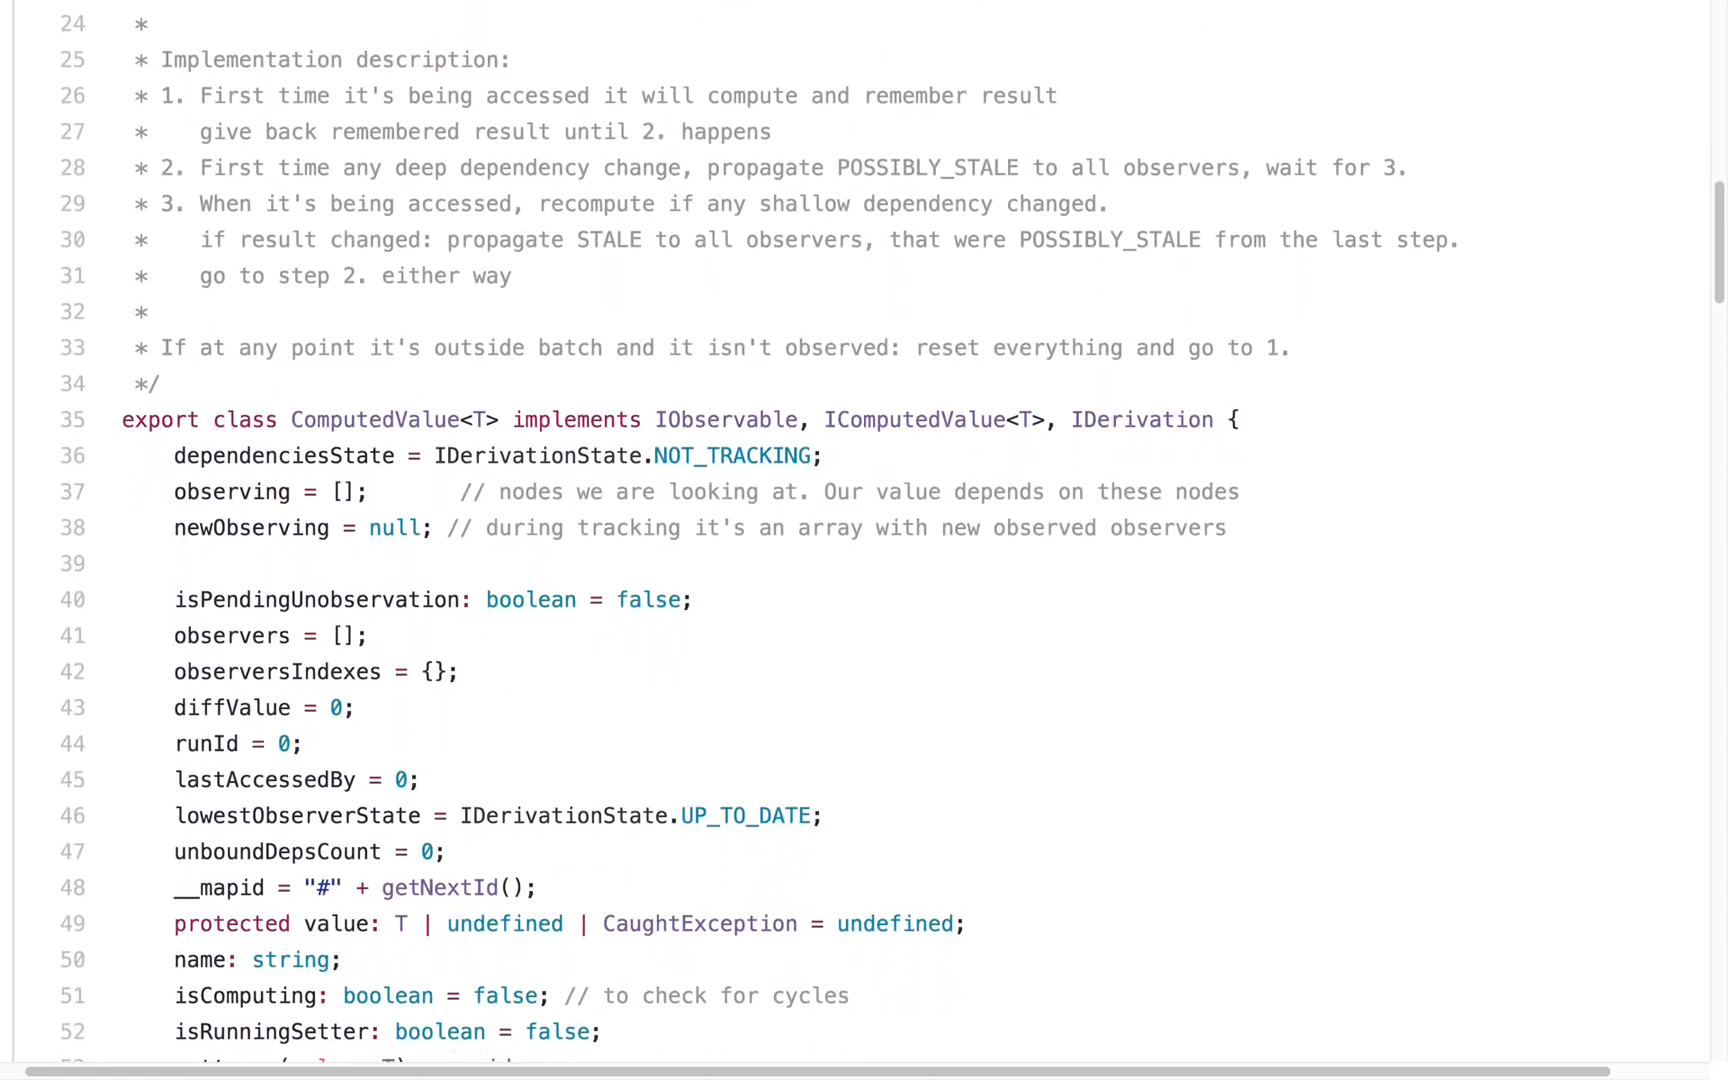 24 *
25 * Implementation description:
26 * 1. First time it's being accessed it will compute and remember result
27 *    give back remembered result until 2. happens
28 * 2. First time any deep dependency change, propagate POSSIBLY_STALE to all observers, wait for 3.
29 * 3. When it's being accessed, recompute if any shallow dependency changed.
30 *    if result changed: propagate STALE to all observers, that were POSSIBLY_STALE from the last step.
31 *    go to step 2. either way
32 *
33 * If at any point it's outside batch and it isn't observed: reset everything and go to 1.
34 */
35 export class ComputedValue<T> implements IObservable, IComputedValue<T>, IDerivation {
36     dependenciesState = IDerivationState.NOT_TRACKING;
37     observing = [];       // nodes we are looking at. Our value depends on these nodes
38     newObserving = null; // during tracking it's an array with new observed observers
39
40     isPendingUnobservation: boolean = false;
41     observers = [];
42     observersIndexes = {};
43     diffValue = 0;
44     runId = 0;
45     lastAccessedBy = 0;
46     lowestObserverState = IDerivationState.UP_TO_DATE;
47     unboundDepsCount = 0;
48     __mapid = "#" + getNextId();
49     protected value: T | undefined | CaughtException = undefined;
50     name: string;
51     isComputing: boolean = false; // to check for cycles
52     isRunningSetter: boolean = false;